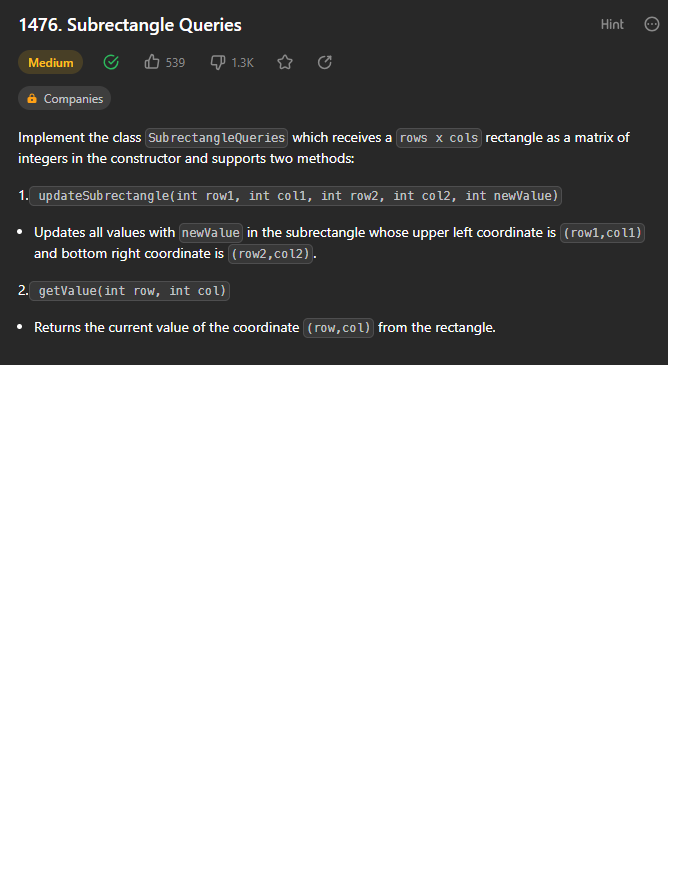 1476. Subrectangle Queries Hint
Medium 539 1.3K
Companies
Implement the class SubrectangleQueries which receives a rows x cols rectangle as a matrix of
integers in the constructor and supports two methods:
1. updateSubrectangle(int row1, int col1, int row2, int col2, int newValue)
• Updates all values with newValue in the subrectangle whose upper left coordinate is (row1,col1)
and bottom right coordinate is (row2,col2).
2. getValue(int row, int col)
• Returns the current value of the coordinate (row,col) from the rectangle.